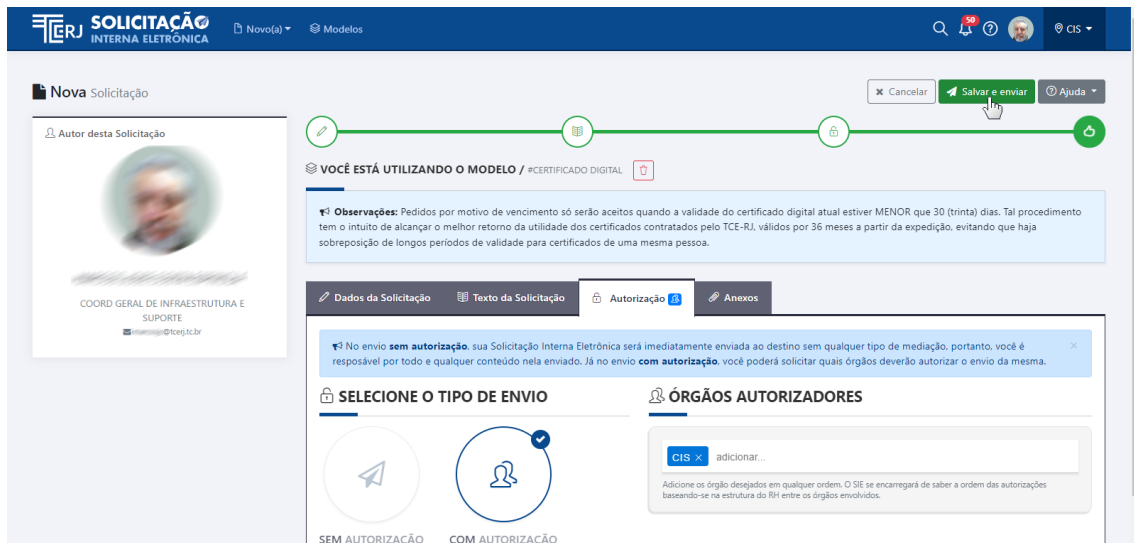 TCERJ SOLICITAÇÃO
INTERNA ELETRÔNICA
Novo(a)
Modelos
50
CIS
Nova Solicitação
Cancelar
Salvar e enviar
Ajuda
Autor desta Solicitação
COORD GERAL DE INFRAESTRUTURA E
SUPORTE
@tcerj.tc.br
VOCÊ ESTÁ UTILIZANDO O MODELO / #CERTIFICADO DIGITAL
Observações: Pedidos por motivo de vencimento só serão aceitos quando a validade do certificado digital atual estiver MENOR que 30 (trinta) dias. Tal procedimento
tem o intuito de alcançar o melhor retorno da utilidade dos certificados contratados pelo TCE-RJ, válidos por 36 meses a partir da expedição, evitando que haja
sobreposição de longos períodos de validade para certificados de uma mesma pessoa.
Dados da Solicitação
Texto da Solicitação
Autorização
Anexos
No envio sem autorização, sua Solicitação Interna Eletrônica será imediatamente enviada ao destino sem qualquer tipo de mediação, portanto, você é
resposável por todo e qualquer conteúdo nela enviado. Já no envio com autorização, você poderá solicitar quais órgãos deverão autorizar o envio da mesma.
SELECIONE O TIPO DE ENVIO
ÓRGÃOS AUTORIZADORES
CIS × adicionar...
Adicione os órgão desejados em qualquer ordem. O SIE se encarregará de saber a ordem das autorizações
baseando-se na estrutura do RH entre os órgãos envolvidos.
SEM AUTORIZAÇÃO
COM AUTORIZAÇÃO